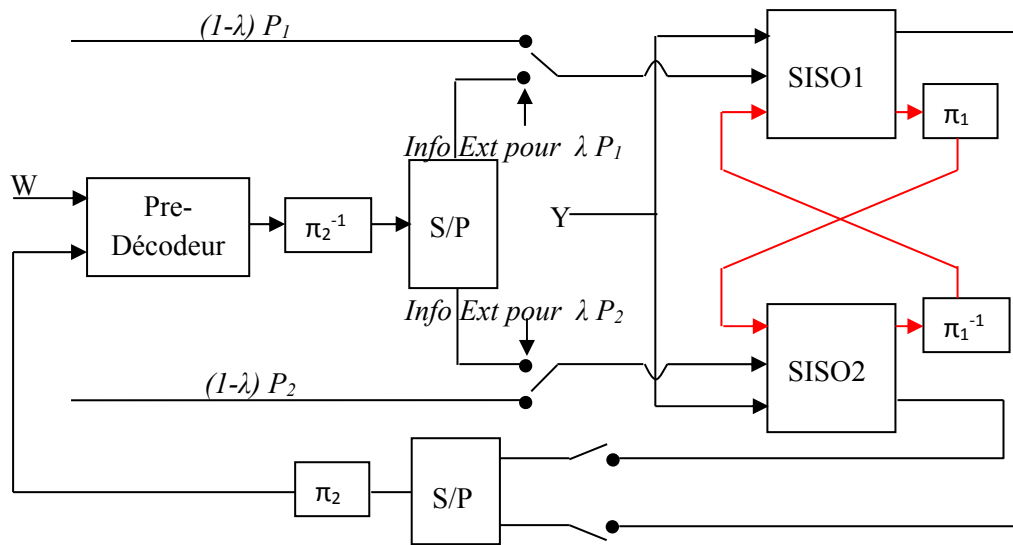 (1-λ) P₁
SISO1
π₁
Info Ext pour λ P₁
W
Pre-
Décodeur
π₂⁻¹
S/P
Y
Info Ext pour λ P₂
π₁⁻¹
SISO2
(1-λ) P₂
π₂
S/P